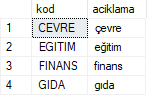 kod aciklama
1 CEVRE çevre
2 EGITIM eğitim
3 FINANS finans
4 GIDA gıda